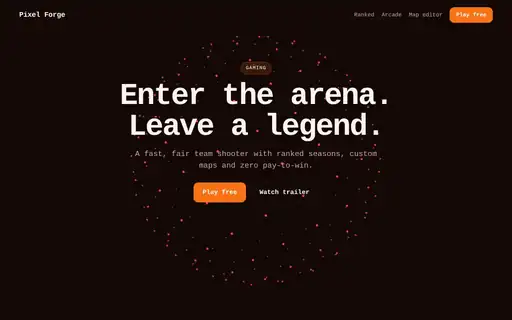 Pixel Forge
Ranked Arcade Map editor Play free
GAMING
Enter the arena.
Leave a legend.
A fast, fair team shooter with ranked seasons, custom
maps and zero pay-to-win.
Play free Watch trailer